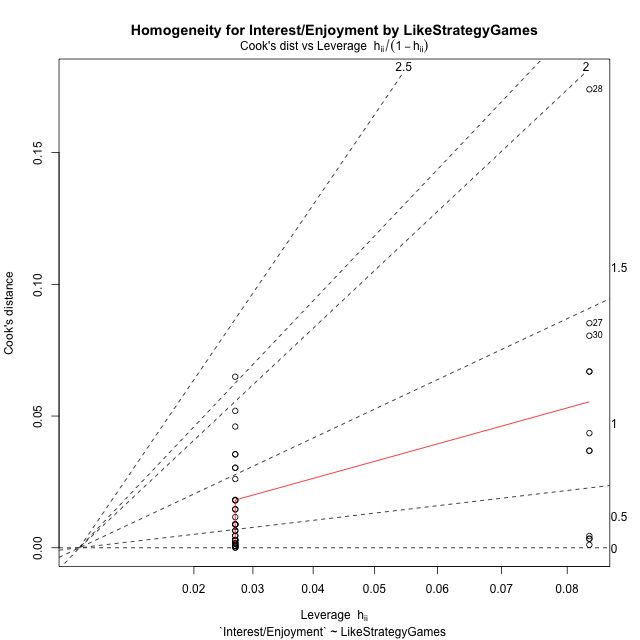 Homogeneity for Interest/Enjoyment by LikeStrategyGames
Cook's dist vs Leverage hᵢᵢ/(1 − hᵢᵢ)
2.5
2
28
0.15
1.5
0.10
27
30
Cook's distance
0.05
1
0.5
0.00
0
0.02 0.03 0.04 0.05 0.06 0.07 0.08
Leverage hᵢᵢ
`Interest/Enjoyment` ~ LikeStrategyGames